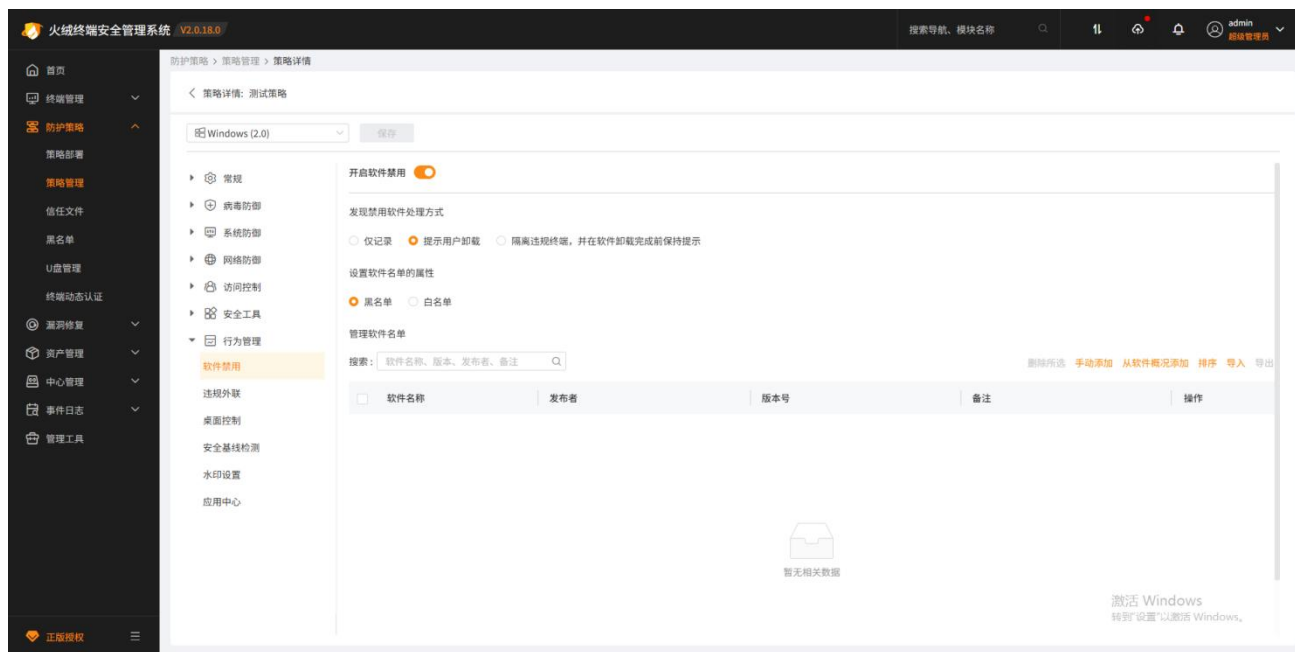 火绒终端安全管理系统 V2.0.18.0
搜索导航、模块名称
admin
超级管理员
首页
终端管理
防护策略
策略部署
策略管理
信任文件
黑名单
U盘管理
终端动态认证
漏洞修复
资产管理
中心管理
事件日志
管理工具
正版授权
防护策略 > 策略管理 > 策略详情
策略详情: 测试策略
Windows (2.0)
保存
常规
病毒防御
系统防御
网络防御
访问控制
安全工具
行为管理
软件禁用
违规外联
桌面控制
安全基线检测
水印设置
应用中心
开启软件禁用
发现禁用软件处理方式
仅记录 提示用户卸载 隔离违规终端，并在软件卸载完成前保持提示
设置软件名单的属性
黑名单 白名单
管理软件名单
搜索: 软件名称、版本、发布者、备注
删除所选 手动添加 从软件概况添加 排序 导入 导出
软件名称 发布者 版本号 备注 操作
暂无相关数据
激活 Windows
转到"设置"以激活 Windows。